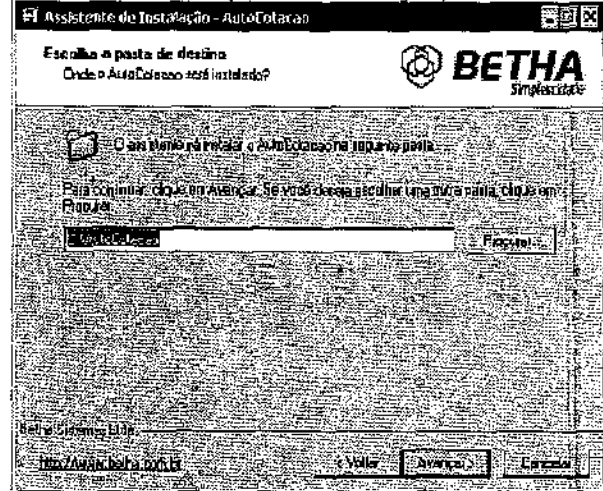 Assistente de Instalação - AutoCotacao
Escolha a pasta de destino
Onde o AutoCotacao será instalado?
BETHA
Simplescidade
O assistente irá instalar o AutoCotacao na seguinte pasta
Para continuar, clique em Avançar. Se você deseja escolher uma outra pasta, clique em
Procurar.
Procurar...
Betha Sistemas Ltda
http://www.betha.com.br
< Voltar
Avançar >
Cancelar